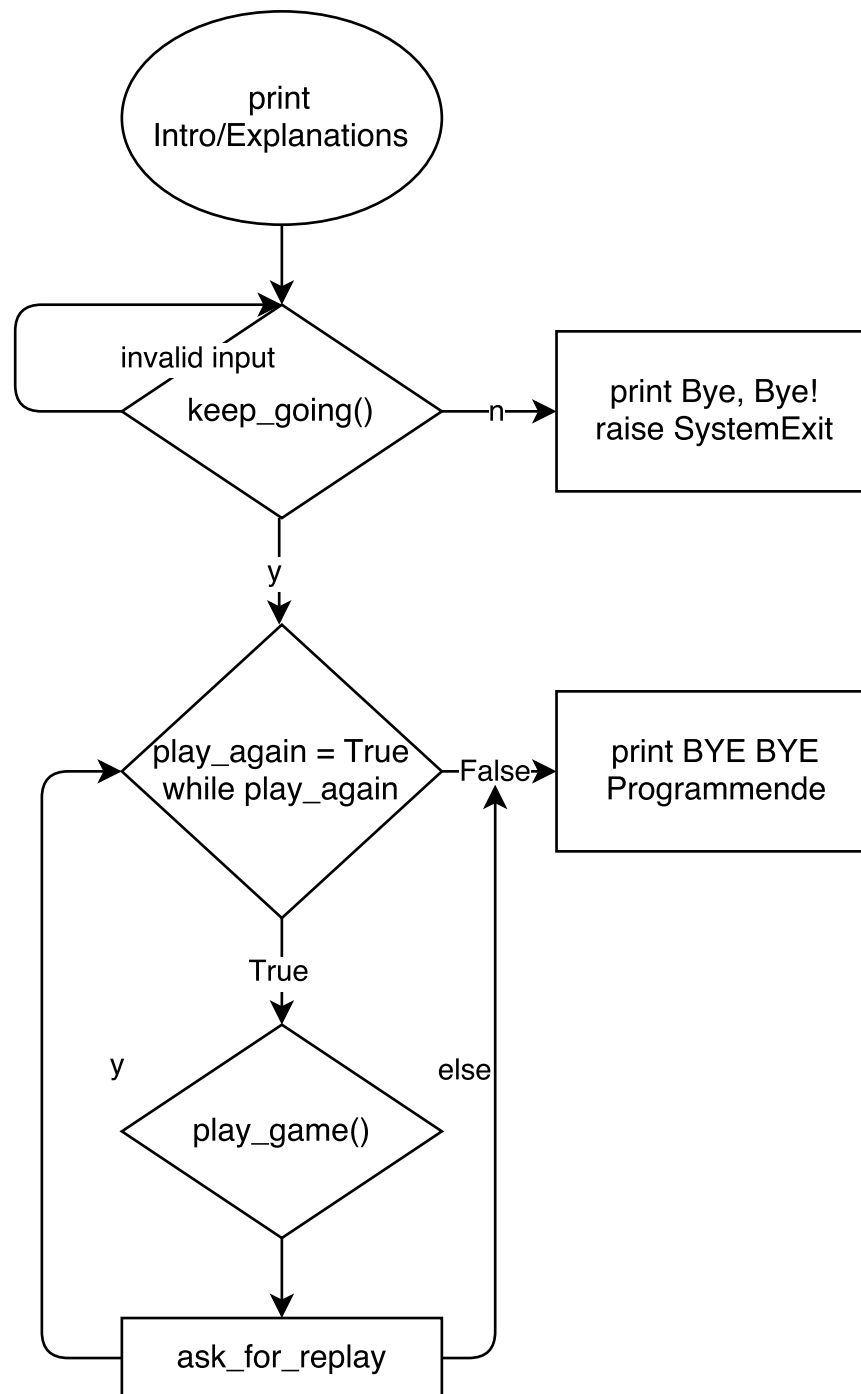 print
Intro/Explanations
invalid input
keep_going()
n
print Bye, Bye!
raise SystemExit
y
play_again = True
while play_again
False
print BYE BYE
Programmende
True
y
else
play_game()
ask_for_replay